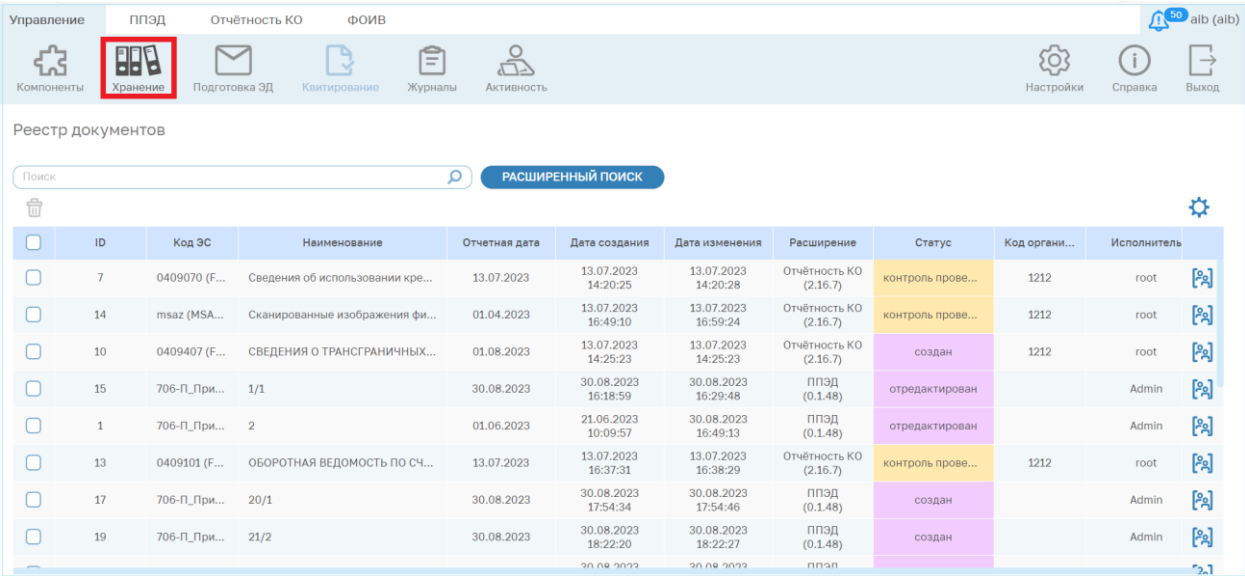 Управление ППЭД Отчётность КО ФОИВ 50 aib (aib)
Компоненты Хранение Подготовка ЭД Квитирование Журналы Активность Настройки Справка Выход
Реестр документов
Поиск РАСШИРЕННЫЙ ПОИСК
ID Код ЭС Наименование Отчетная дата Дата создания Дата изменения Расширение Статус Код органи... Исполнитель
7 0409070 (F... Сведения об использовании кре... 13.07.2023 13.07.2023 14:20:25 13.07.2023 14:20:28 Отчётность КО (2.16.7) контроль прове... 1212 root
14 msaz (MSA... Сканированные изображения фи... 01.04.2023 13.07.2023 16:49:10 13.07.2023 16:59:24 Отчётность КО (2.16.7) контроль прове... 1212 root
10 0409407 (F... СВЕДЕНИЯ О ТРАНСГРАНИЧНЫХ... 01.08.2023 13.07.2023 14:25:23 13.07.2023 14:25:23 Отчётность КО (2.16.7) создан 1212 root
15 706-П_При... 1/1 30.08.2023 30.08.2023 16:18:59 30.08.2023 16:29:48 ППЭД (0.1.48) отредактирован Admin
1 706-П_При... 2 01.06.2023 21.06.2023 10:09:57 30.08.2023 16:49:13 ППЭД (0.1.48) отредактирован Admin
13 0409101 (F... ОБОРОТНАЯ ВЕДОМОСТЬ ПО СЧ... 13.07.2023 13.07.2023 16:37:31 13.07.2023 16:38:29 Отчётность КО (2.16.7) контроль прове... 1212 root
17 706-П_При... 20/1 30.08.2023 30.08.2023 17:54:34 30.08.2023 17:54:46 ППЭД (0.1.48) создан Admin
19 706-П_При... 21/2 30.08.2023 30.08.2023 18:22:20 30.08.2023 18:22:27 ППЭД (0.1.48) создан Admin
30.08.2023 30.08.2023 ППЭД